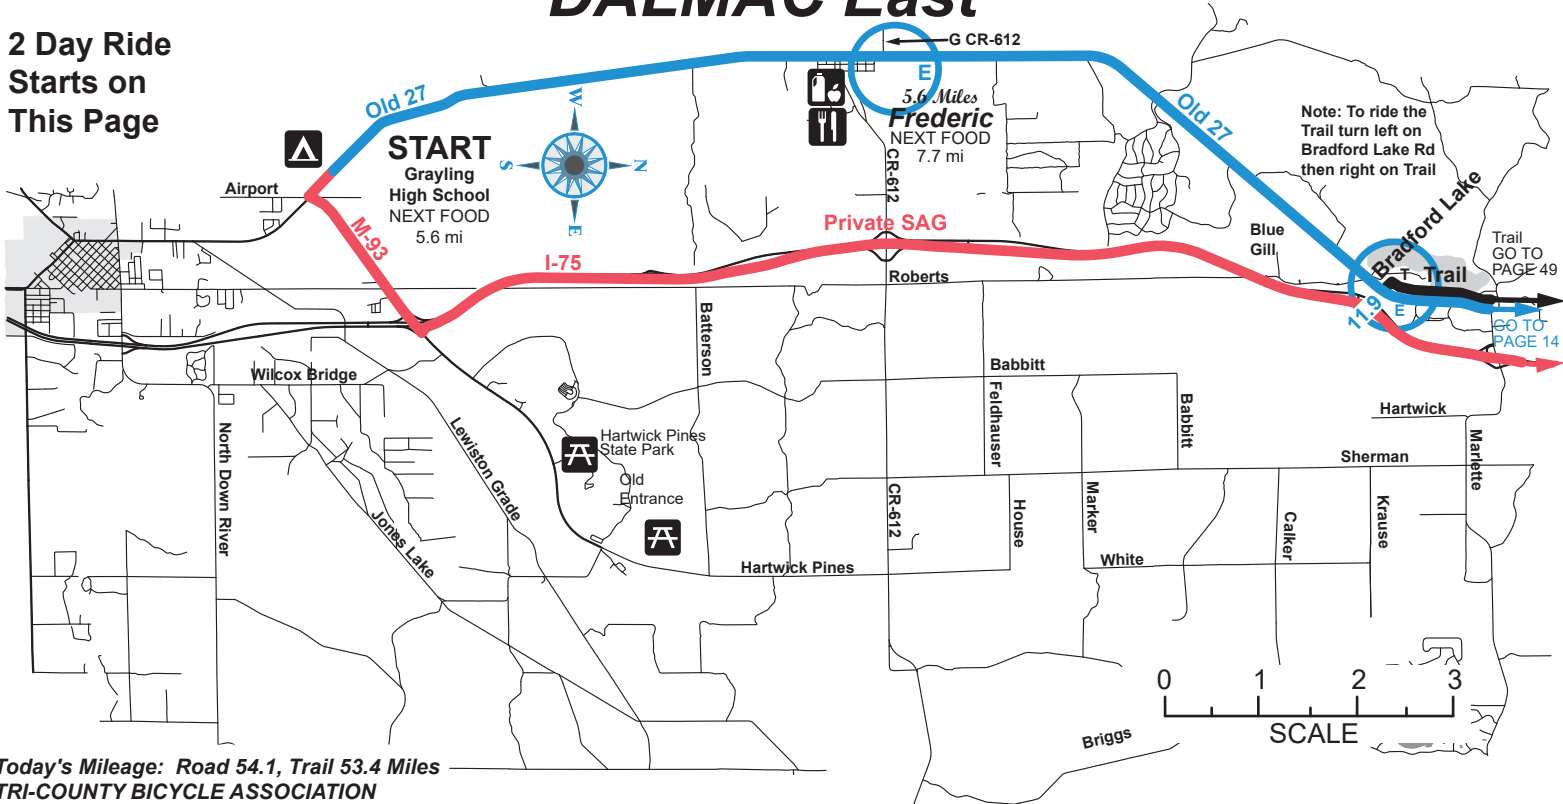 DALMAC East
2 Day Ride
Starts on
This Page
Old 27
START
Grayling
High School
NEXT FOOD
5.6 mi
Airport
M-93
W
S
N
E
G CR-612
E
5.6 Miles
Frederic
NEXT FOOD
7.7 mi
CR-612
Old 27
Note: To ride the
Trail turn left on
Bradford Lake Rd
then right on Trail
Private SAG
I-75
Roberts
Blue
Gill
Bradford Lake
T
Trail
E
11.9
Trail
GO TO
PAGE 49
GO TO
PAGE 14
Batterson
Babbitt
Feldhauser
Babbitt
Hartwick
Marlette
Sherman
Wilcox Bridge
North Down River
Lewiston Grade
Jones Lake
Hartwick Pines
State Park
Old
Entrance
Hartwick Pines
CR-612
House
Marker
White
Calker
Krause
Briggs
0 1 2 3
SCALE
Today's Mileage: Road 54.1, Trail 53.4 Miles
TRI-COUNTY BICYCLE ASSOCIATION